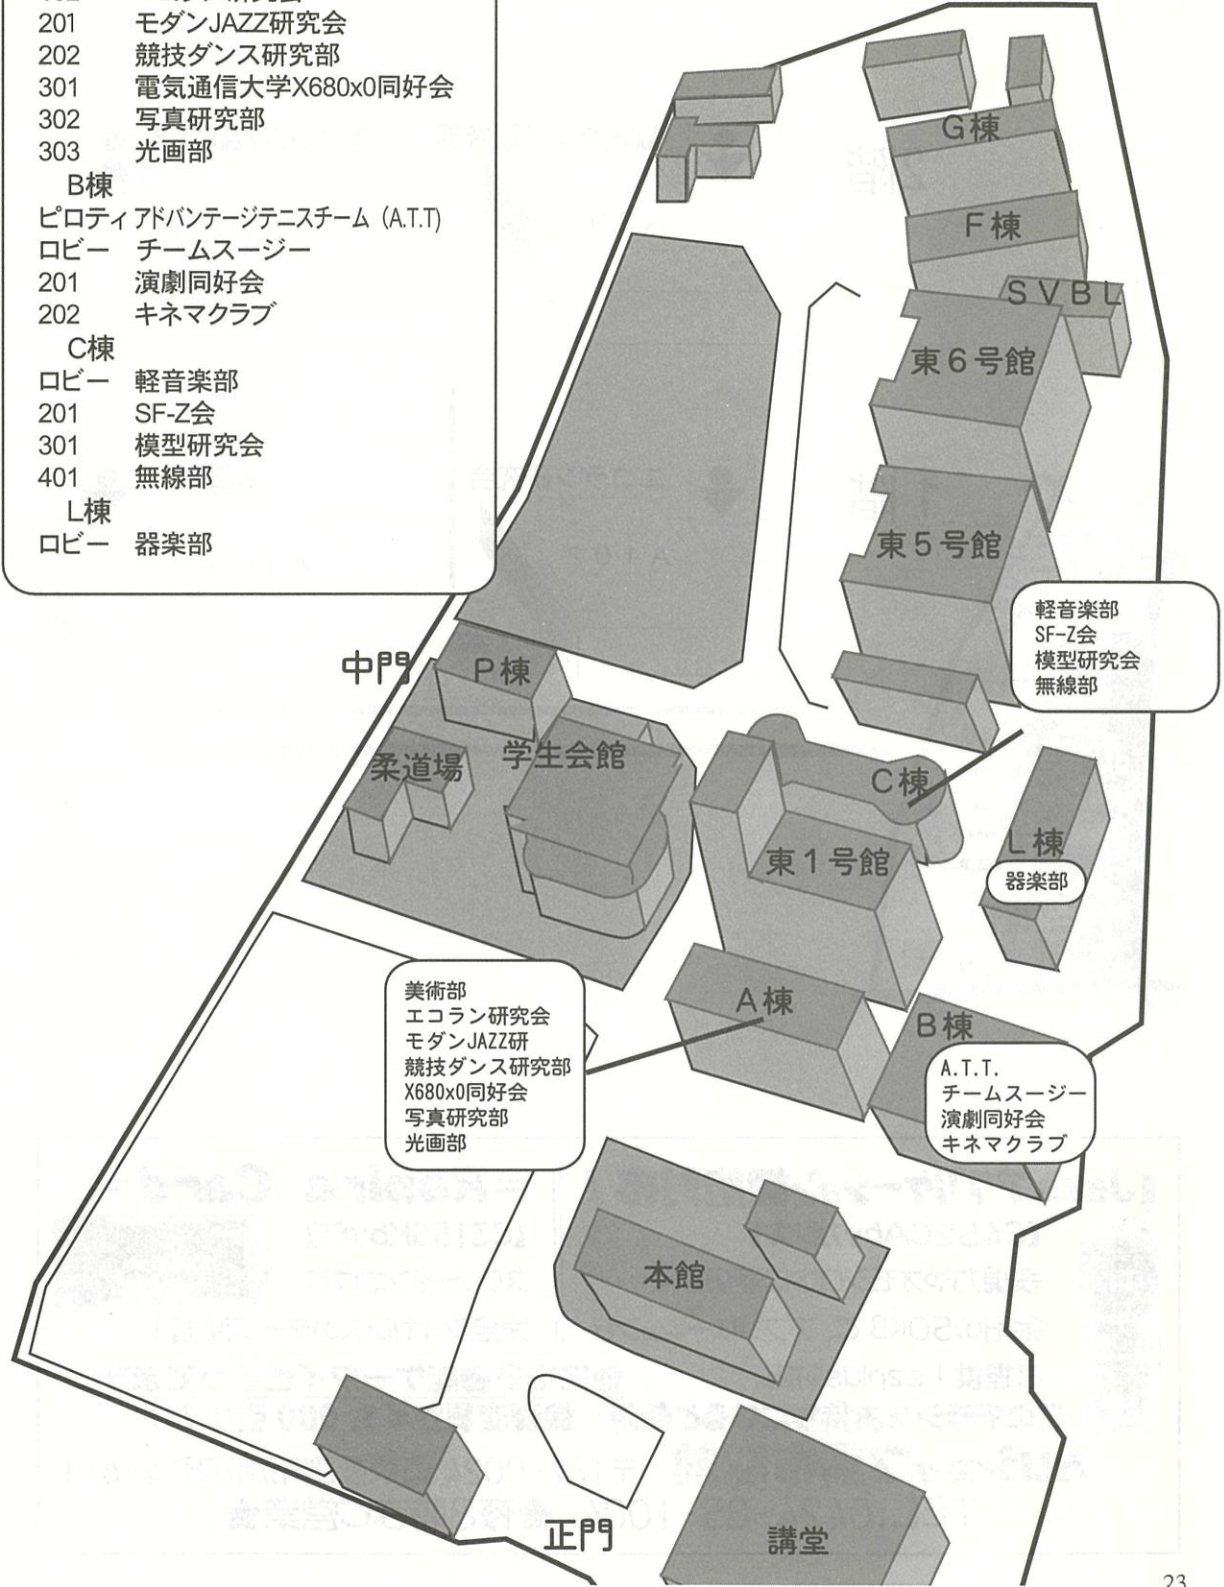 201 モダンJAZZ研究会
202 競技ダンス研究部
301 電気通信大学X680x0同好会
302 写真研究部
303 光画部
B棟
ピロティ アドバンテージテニスチーム（A.T.T）
ロビー チームスージー
201 演劇同好会
202 キネマクラブ
C棟
ロビー 軽音楽部
201 SF-Z会
301 模型研究会
401 無線部
L棟
ロビー 器楽部
G棟
F棟
SVBL
東６号館
東５号館
軽音楽部
SF-Z会
模型研究会
無線部
中門
P棟
柔道場
学生会館
C棟
東１号館
L棟
器楽部
美術部
エコラン研究会
モダンJAZZ研
競技ダンス研究部
X680x0同好会
写真研究部
光画部
A棟
B棟
A.T.T.
チームスージー
演劇同好会
キネマクラブ
本館
正門
講堂
23